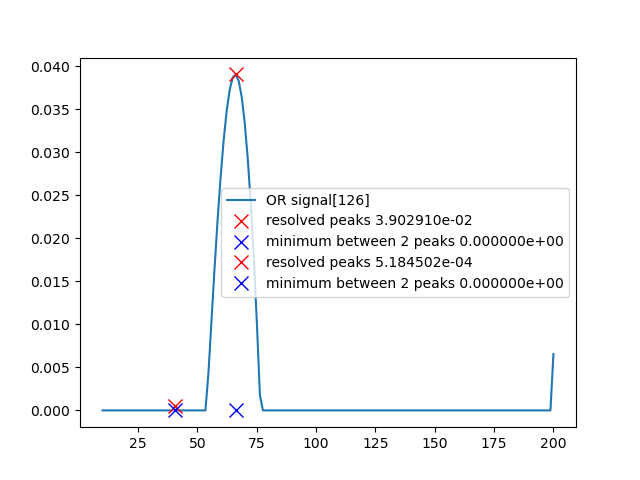 0.040
0.035
0.030
0.025
0.020
0.015
0.010
0.005
0.000
OR signal[126]
resolved peaks 3.902910e-02
minimum between 2 peaks 0.000000e+00
resolved peaks 5.184502e-04
minimum between 2 peaks 0.000000e+00
25 50 75 100 125 150 175 200